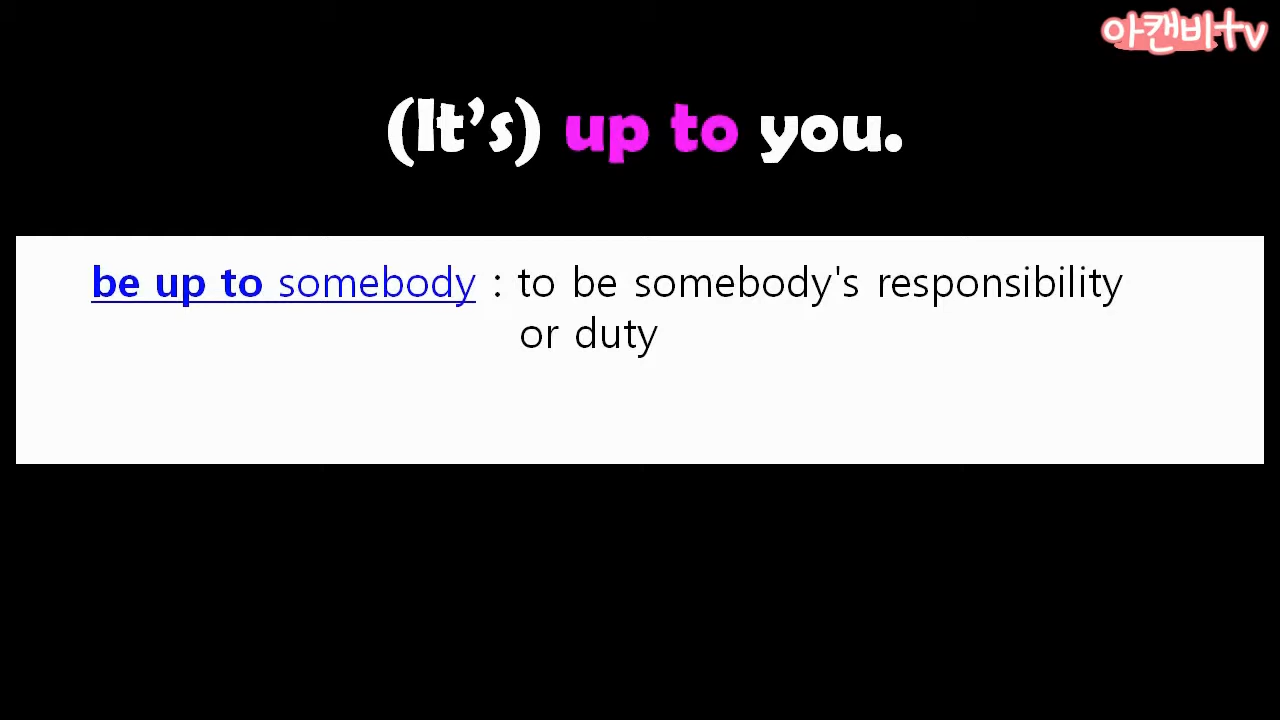 아캔비tv
(It's) up to you.
be up to somebody : to be somebody's responsibility
or duty